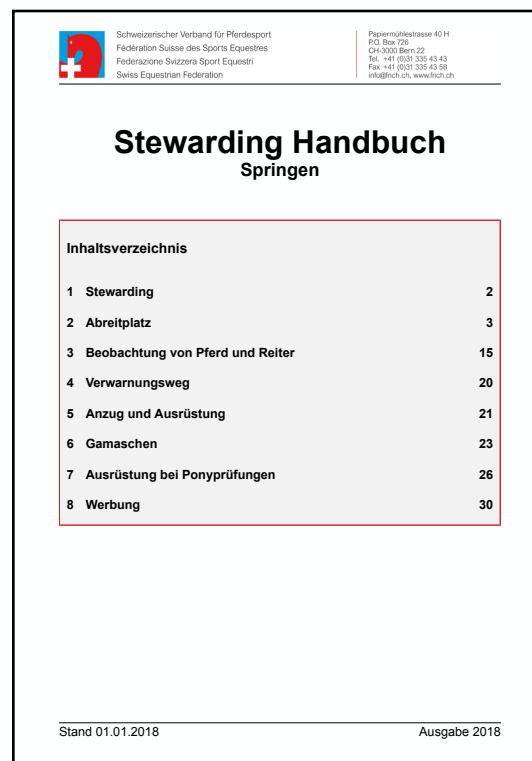 Schweizerischer Verband für Pferdesport
Fédération Suisse des Sports Equestres
Federazione Svizzera Sport Equestri
Swiss Equestrian Federation
Papiermühlestrasse 40 H
P.O. Box 726
CH-3000 Bern 22
Tel. +41 (0)31 335 43 43
Fax +41 (0)31 335 43 58
info@fnch.ch, www.fnch.ch
Stewarding Handbuch
Springen
Inhaltsverzeichnis
1 Stewarding 2
2 Abreitplatz 3
3 Beobachtung von Pferd und Reiter 15
4 Verwarnungsweg 20
5 Anzug und Ausrüstung 21
6 Gamaschen 23
7 Ausrüstung bei Ponyprüfungen 26
8 Werbung 30
Stand 01.01.2018 Ausgabe 2018